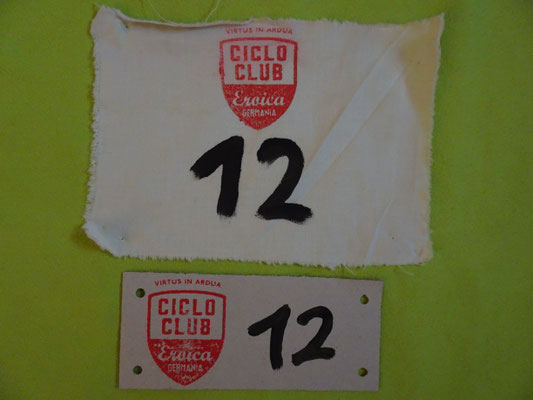 VIRTUS IN ARDUA
CICLO
CLUB
Eroica
GERMANIA
12
VIRTUS IN ARDUA
CICLO
CLUB
Eroica
GERMANIA
12